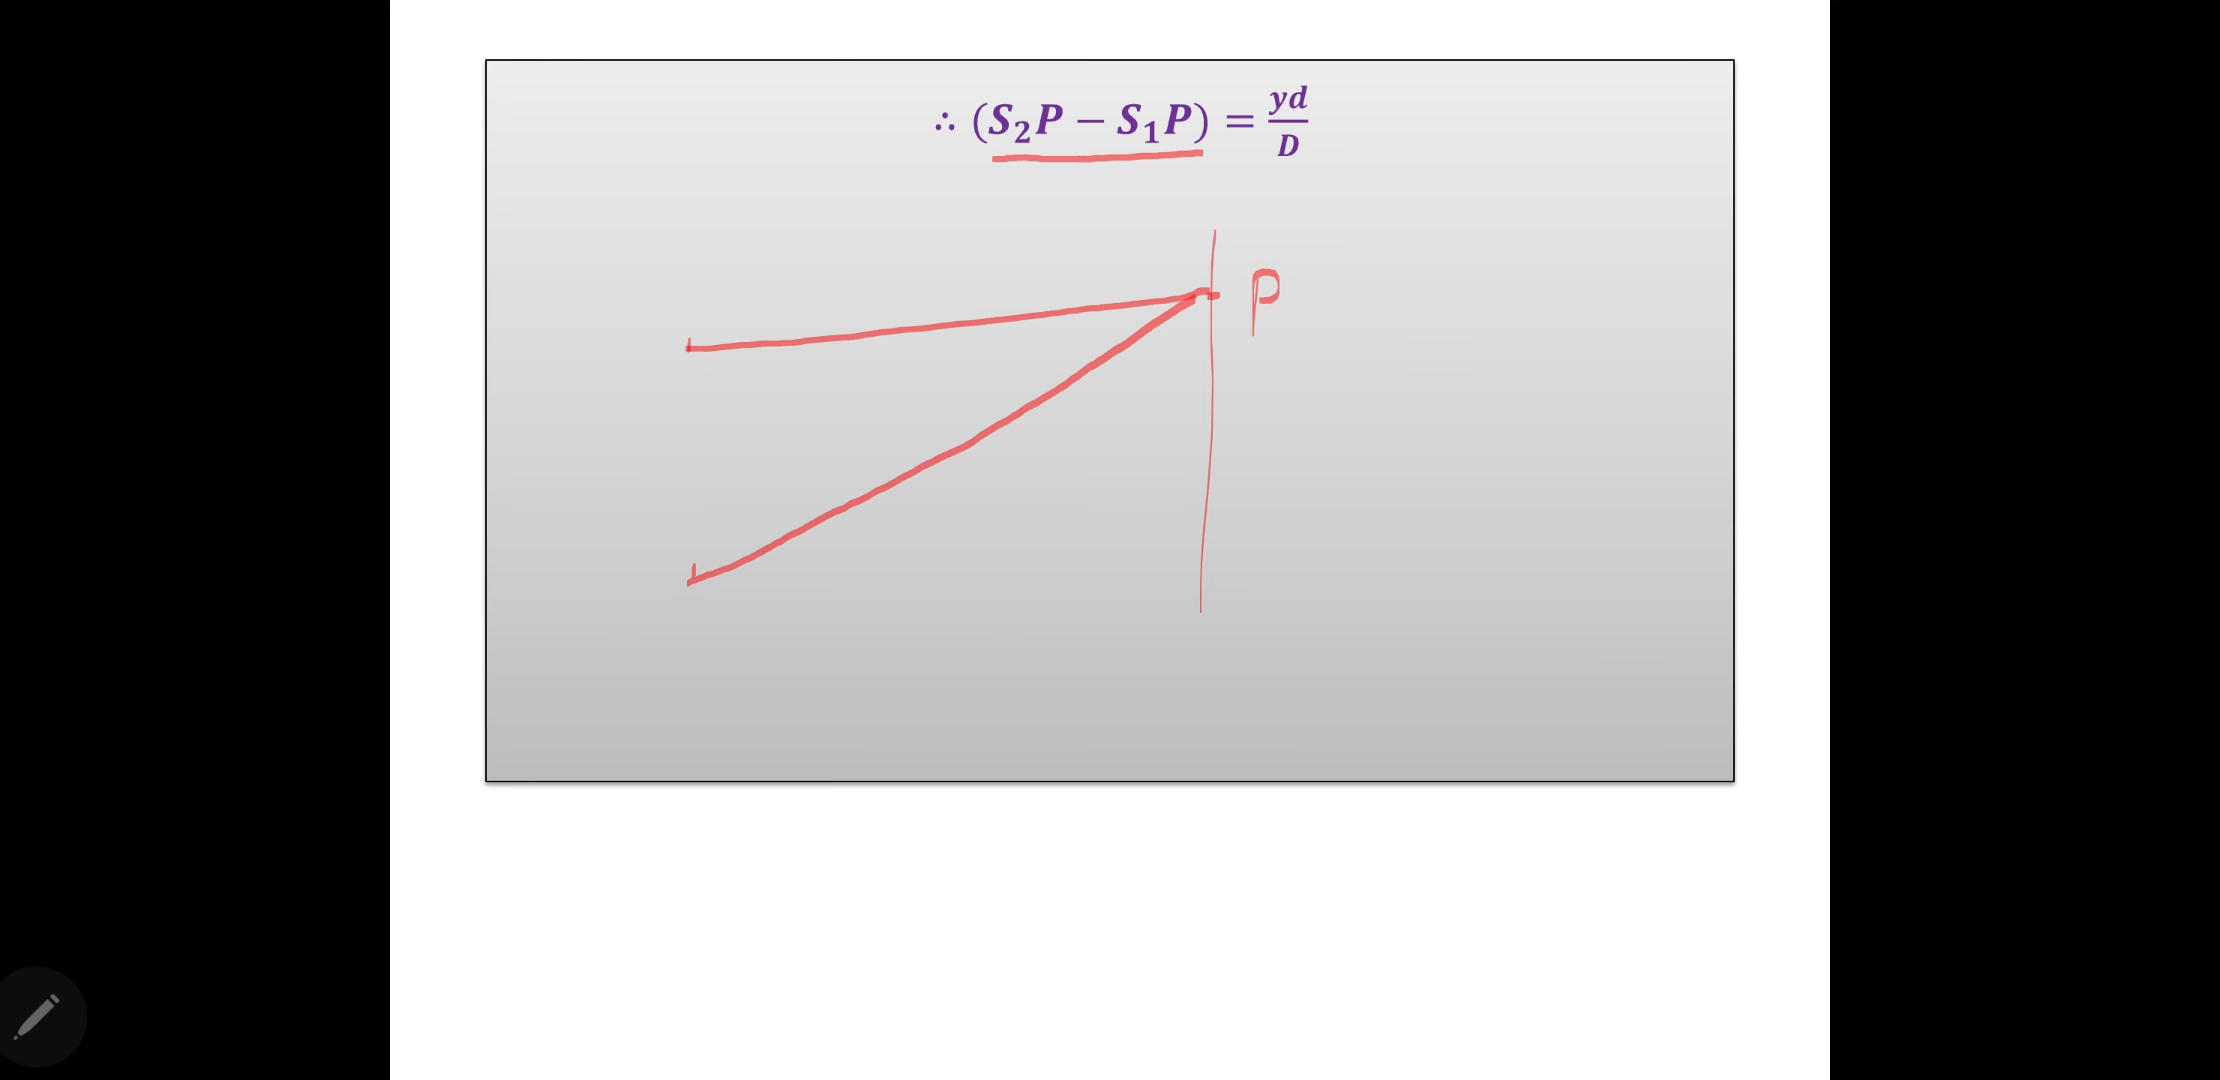 ∴ (S₂P − S₁P) = yd/D
P